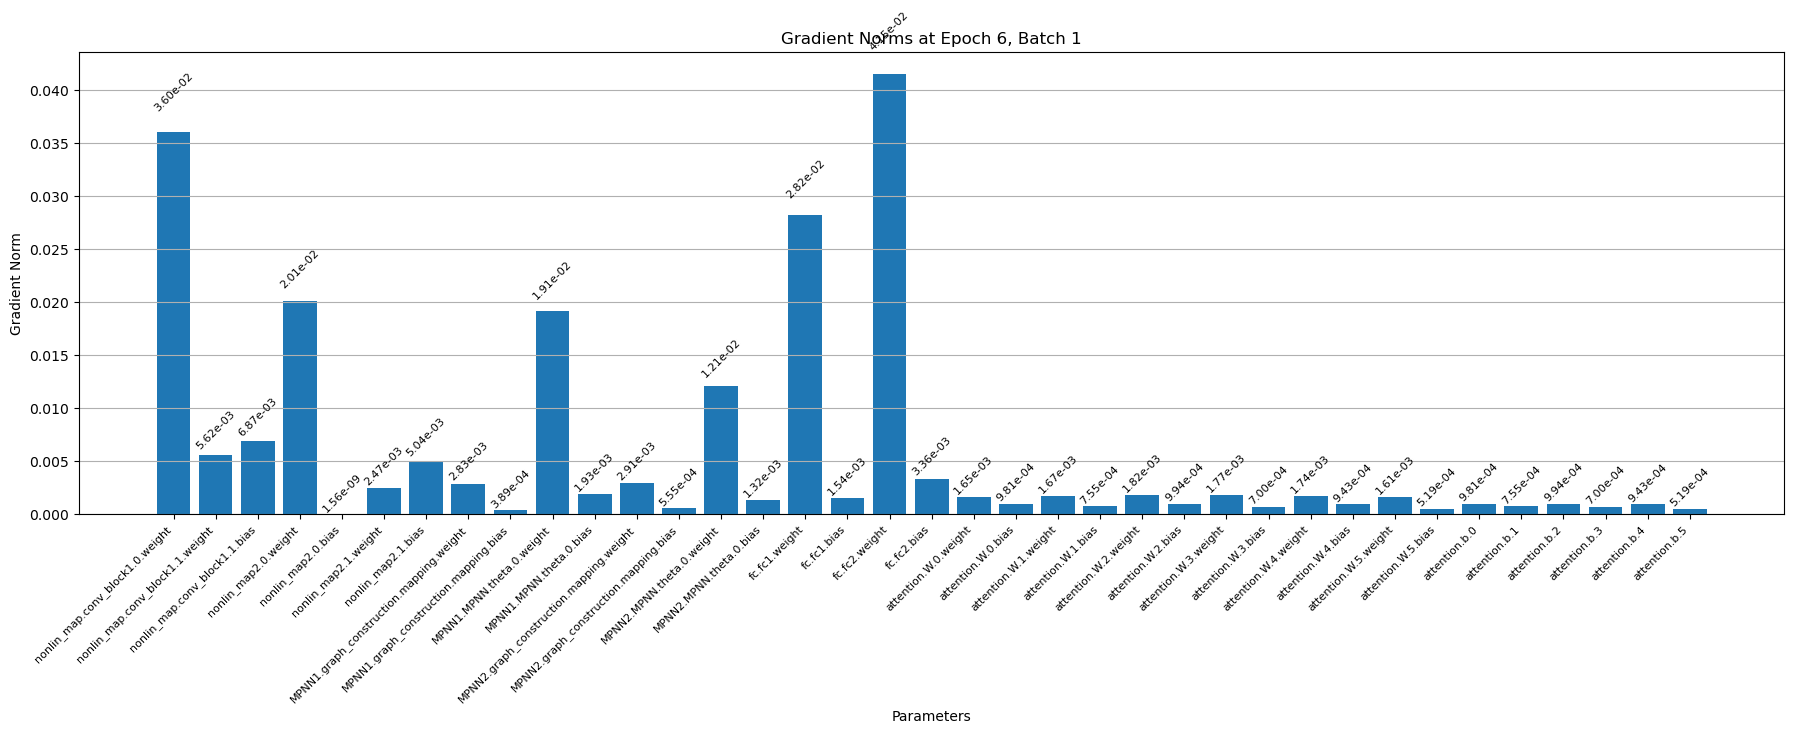 Gradient Norms at Epoch 6, Batch 1
Gradient Norm
0.040
0.035
0.030
0.025
0.020
0.015
0.010
0.005
0.000
3.60e-02
5.62e-03
6.87e-03
2.01e-02
1.56e-09
2.47e-03
5.04e-03
2.83e-03
3.89e-04
1.91e-02
1.93e-03
2.91e-03
5.55e-04
1.21e-02
1.32e-03
2.82e-02
1.54e-03
4.15e-02
3.36e-03
1.65e-03
9.81e-04
1.67e-03
7.55e-04
1.82e-03
9.94e-04
1.77e-03
7.00e-04
1.74e-03
9.43e-04
1.61e-03
5.19e-04
9.81e-04
7.55e-04
9.94e-04
7.00e-04
9.43e-04
5.19e-04
nonlin_map.conv_block1.0.weight
nonlin_map.conv_block1.1.weight
nonlin_map.conv_block1.1.bias
nonlin_map2.0.weight
nonlin_map2.0.bias
nonlin_map2.1.weight
nonlin_map2.1.bias
MPNN1.graph_construction.mapping.weight
MPNN1.graph_construction.mapping.bias
MPNN1.MPNN.theta.0.weight
MPNN1.MPNN.theta.0.bias
MPNN2.graph_construction.mapping.weight
MPNN2.graph_construction.mapping.bias
MPNN2.MPNN.theta.0.weight
MPNN2.MPNN.theta.0.bias
fc.fc1.weight
fc.fc1.bias
fc.fc2.weight
fc.fc2.bias
attention.W.0.weight
attention.W.0.bias
attention.W.1.weight
attention.W.1.bias
attention.W.2.weight
attention.W.2.bias
attention.W.3.weight
attention.W.3.bias
attention.W.4.weight
attention.W.4.bias
attention.W.5.weight
attention.W.5.bias
attention.b.0
attention.b.1
attention.b.2
attention.b.3
attention.b.4
attention.b.5
Parameters